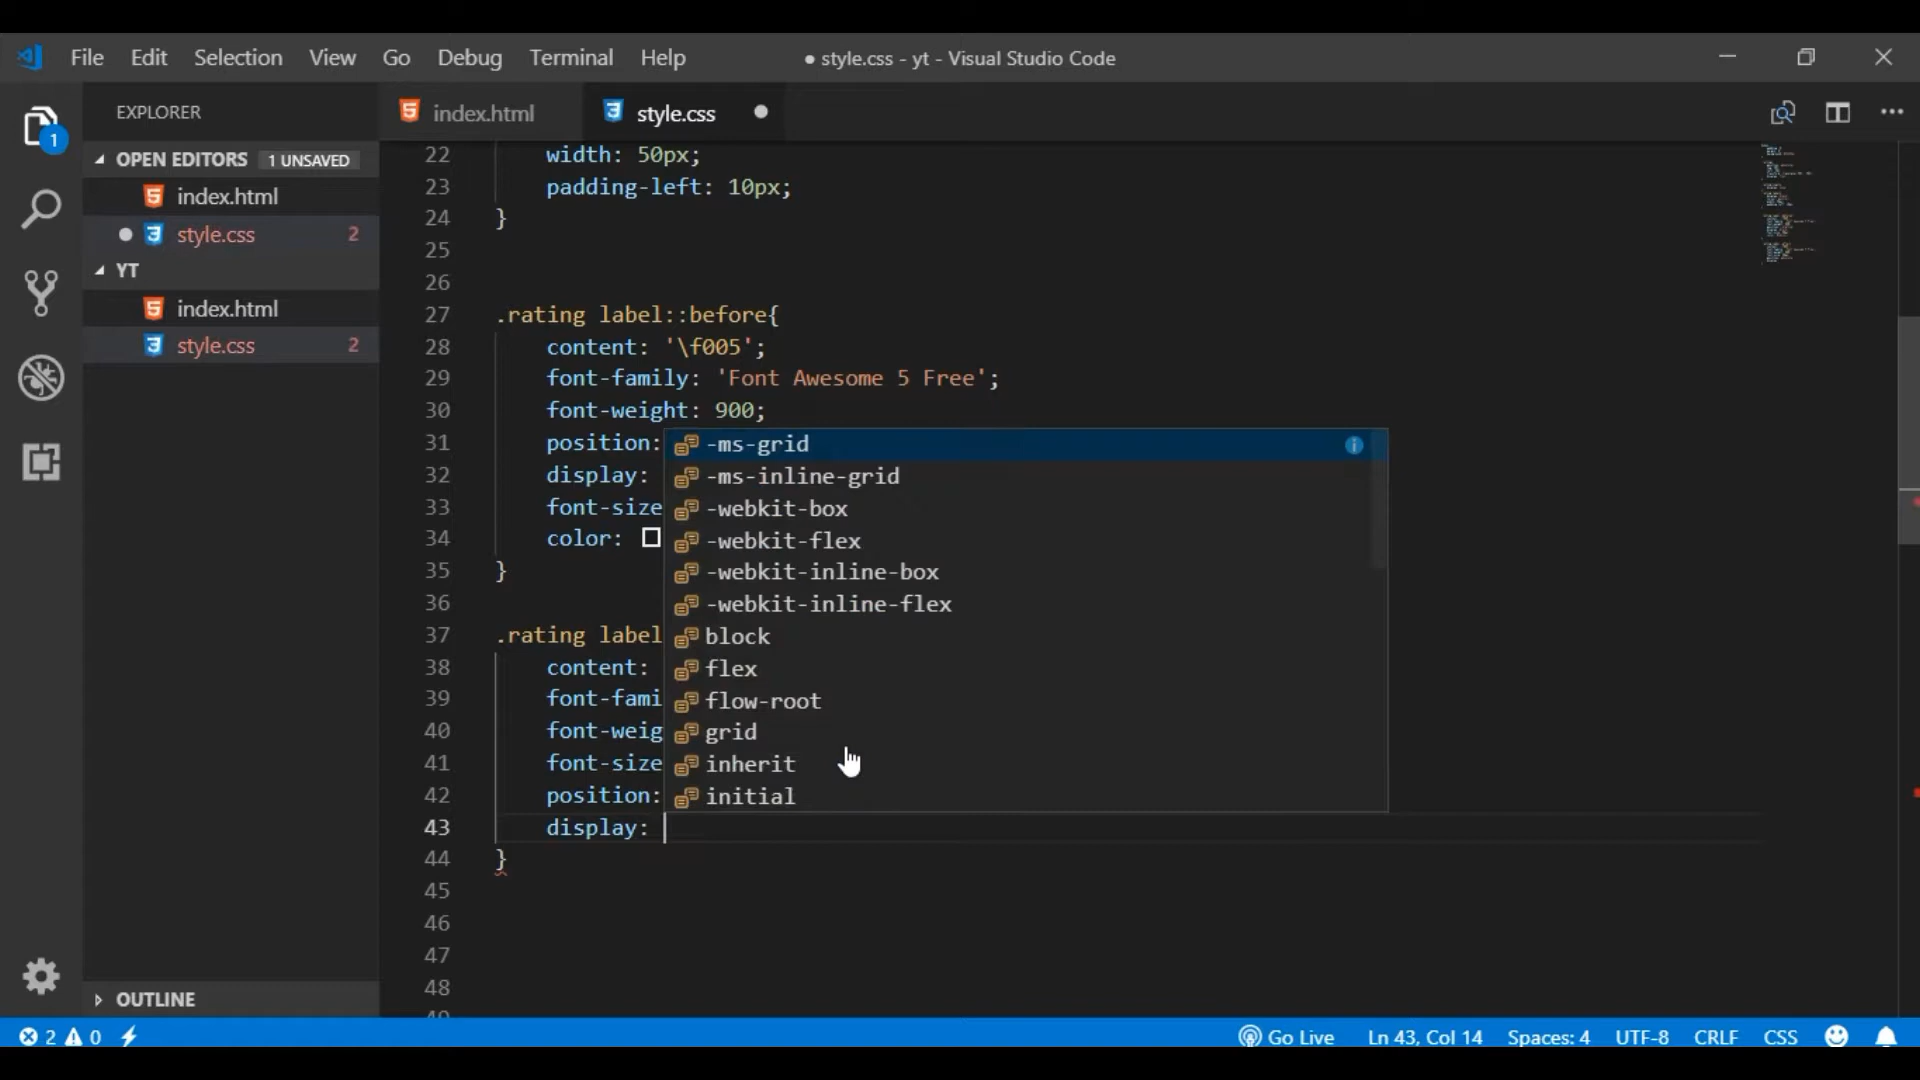 File Edit Selection View Go Debug Terminal Help
● style.css - yt - Visual Studio Code
EXPLORER
index.html
style.css
1
OPEN EDITORS 1 UNSAVED
index.html
style.css 2
YT
index.html
style.css 2
OUTLINE
22 width: 50px;
23 padding-left: 10px;
24 }
25
26
27 .rating label::before{
28 content: '\f005';
29 font-family: 'Font Awesome 5 Free';
30 font-weight: 900;
31 position:
32 display:
33 font-size
34 color:
35 }
36
37 .rating label
38 content:
39 font-fami
40 font-weig
41 font-size
42 position:
43 display:
44 }
45
46
47
48
-ms-grid
-ms-inline-grid
-webkit-box
-webkit-flex
-webkit-inline-box
-webkit-inline-flex
block
flex
flow-root
grid
inherit
initial
2 0
Go Live Ln 43, Col 14 Spaces: 4 UTF-8 CRLF CSS